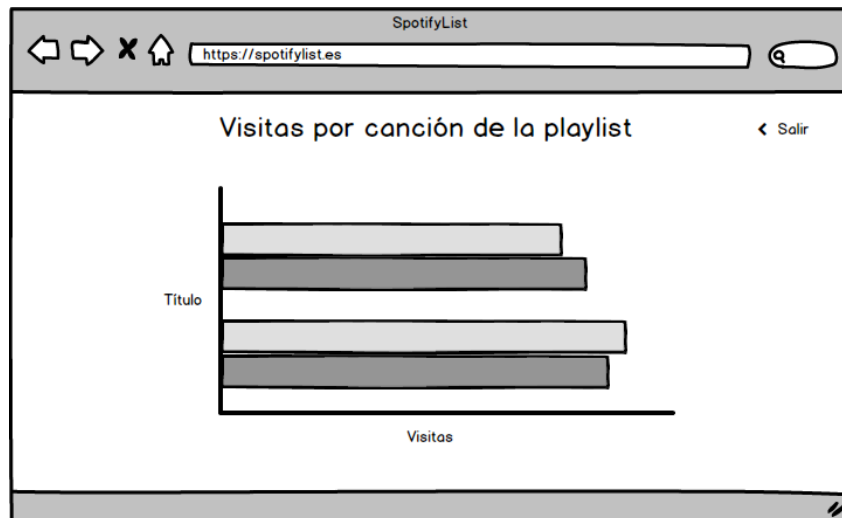 SpotifyList
https://spotifylist.es
Visitas por canción de la playlist
Salir
Título
Visitas